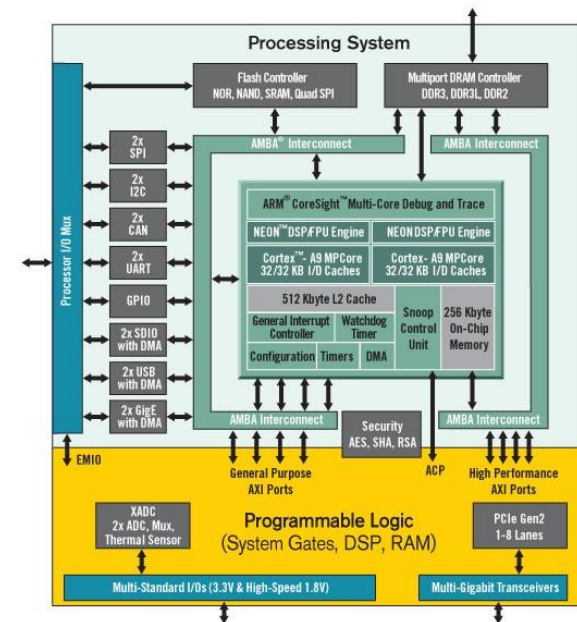 Processing System
Flash Controller
NOR, NAND, SRAM, Quad SPI
Multiport DRAM Controller
DDR3, DDR3L, DDR2
Processor I/O Mux
2x
SPI
2x
I2C
2x
CAN
2x
UART
GPIO
2x SDIO
with DMA
2x USB
with DMA
2x GigE
with DMA
AMBA® Interconnect
AMBA Interconnect
ARM® CoreSight™ Multi-Core Debug and Trace
NEON™ DSP/FPU Engine
NEON DSP/FPU Engine
Cortex™- A9 MPCore
32/32 KB I/D Caches
Cortex- A9 MPCore
32/32 KB I/D Caches
512 Kbyte L2 Cache
General Interrupt
Controller
Watchdog
Timer
Configuration
Timers
DMA
Snoop
Control
Unit
256 Kbyte
On-Chip
Memory
AMBA Interconnect
Security
AES, SHA, RSA
AMBA Interconnect
EMIO
General Purpose
AXI Ports
ACP
High Performance
AXI Ports
XADC
2x ADC, Mux,
Thermal Sensor
Programmable Logic
(System Gates, DSP, RAM)
PCIe Gen2
1-8 Lanes
Multi-Standard I/Os (3.3V & High-Speed 1.8V)
Multi-Gigabit Transceivers